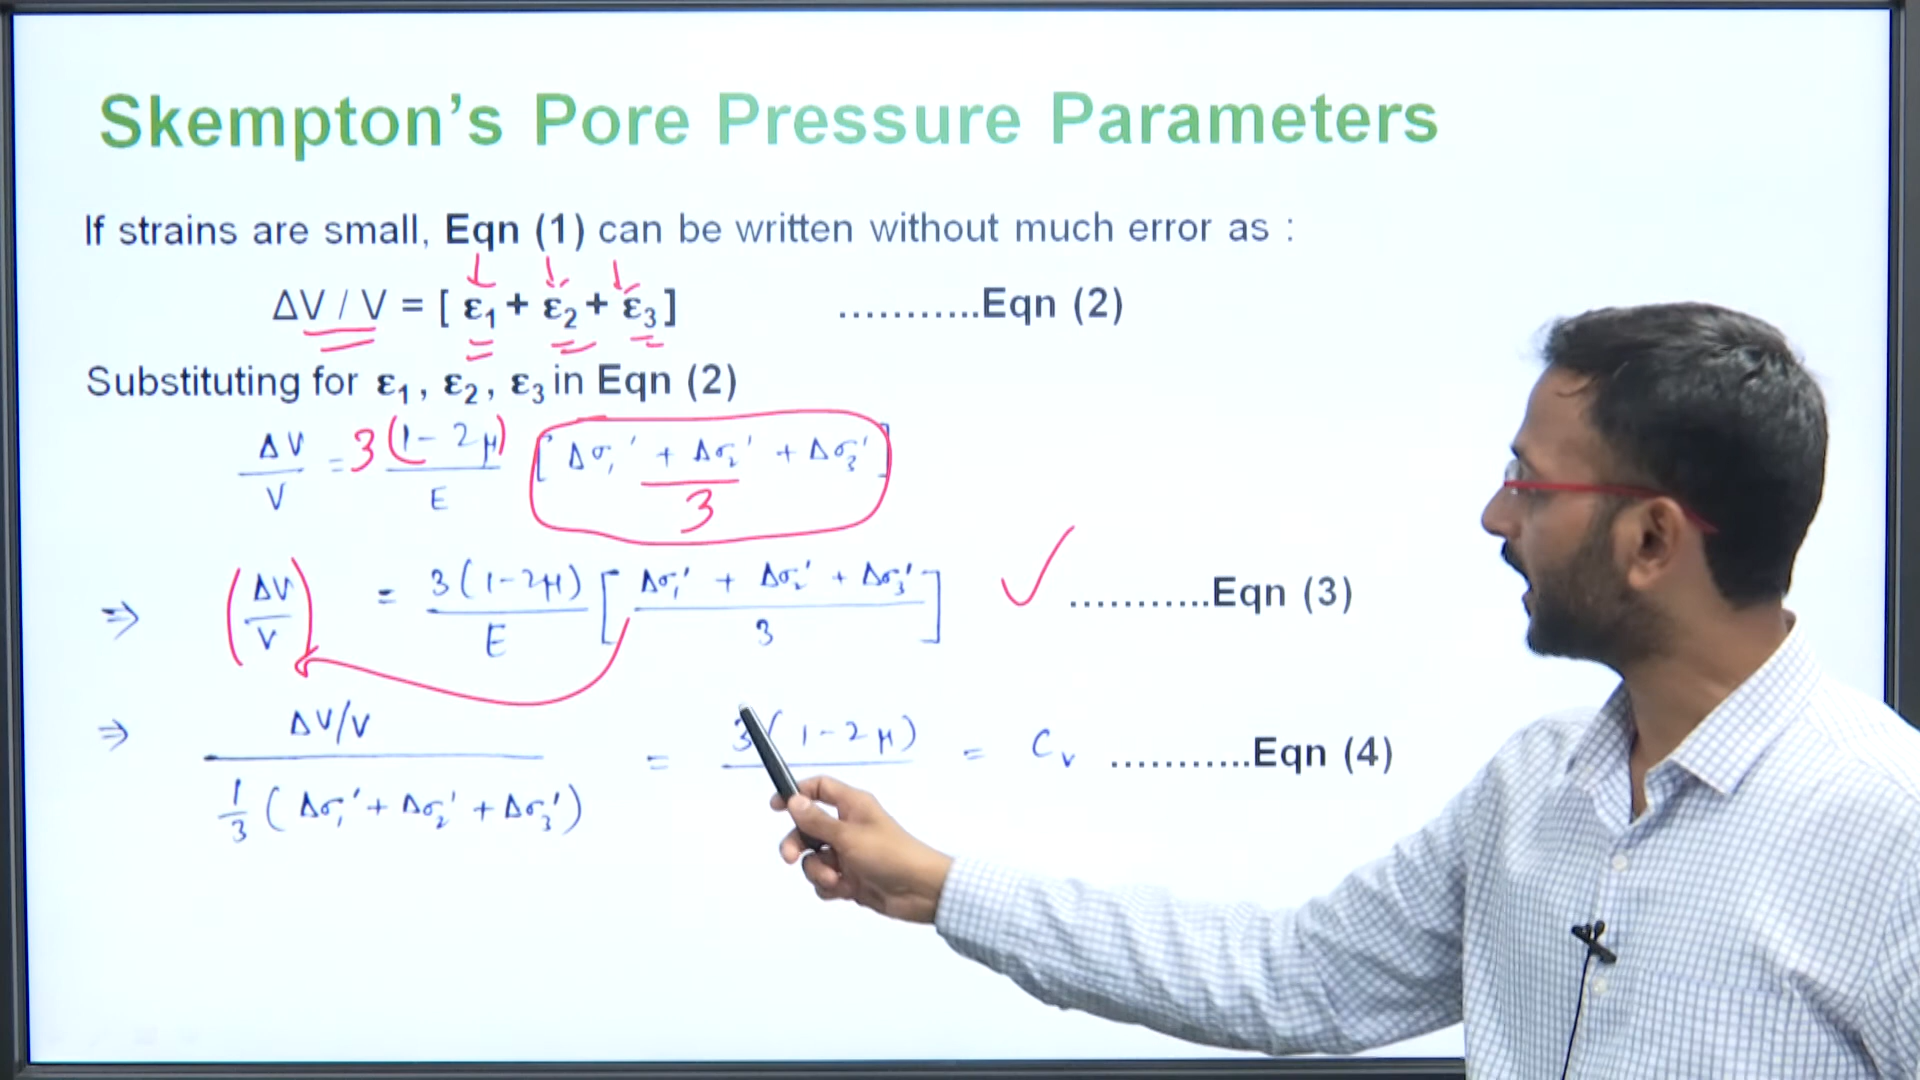 Skempton's Pore Pressure Parameters
If strains are small, Eqn (1) can be written without much error as :
ΔV / V = [ ε₁ + ε₂ + ε₃ ] ...........Eqn (2)
Substituting for ε₁ , ε₂ , ε₃ in Eqn (2)
ΔV/V = 3 (1 - 2μ)/E [ Δσ₁' + Δσ₂' + Δσ₃' ]/3
⇒ (ΔV/V) = 3(1-2μ)/E [ (Δσ₁' + Δσ₂' + Δσ₃')/3 ] ...........Eqn (3)
⇒ (ΔV/V)/(1/3 (Δσ₁' + Δσ₂' + Δσ₃')) = 3(1-2μ) = Cᵥ ...........Eqn (4)